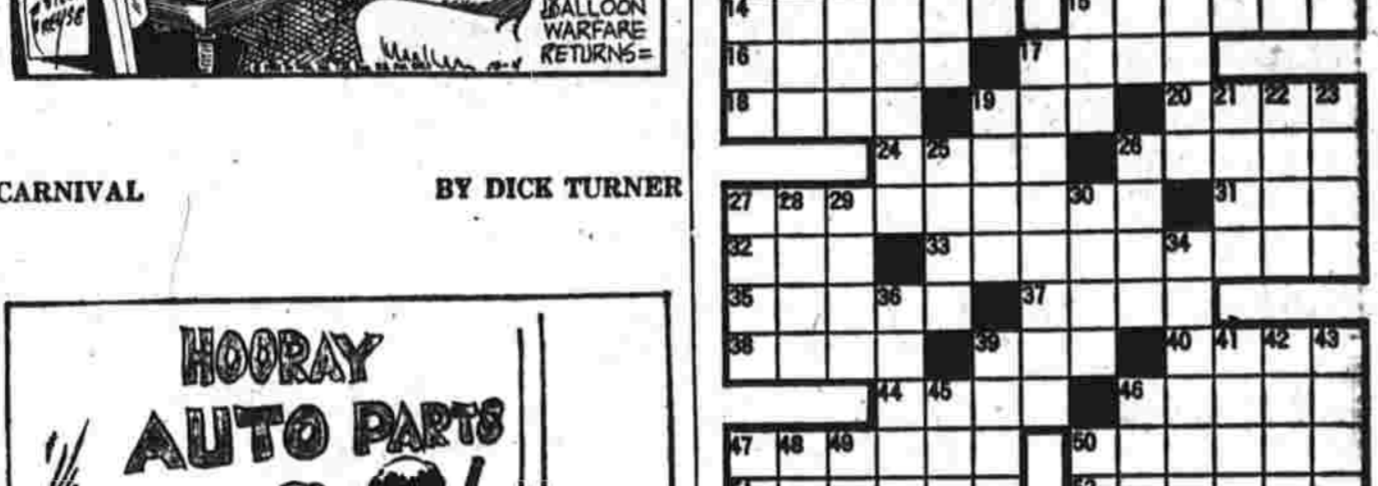 BALLOON
WARFARE
RETURNS=
CARNIVAL BY DICK TURNER
HOORAY
AUTO PARTS
14 15
16 17
18 19 20 21 22 23
24 25 26
27 28 29 30 31
32 33 34
35 36 37
38 39 40 41 42 43
44 45 46
47 48 49 50